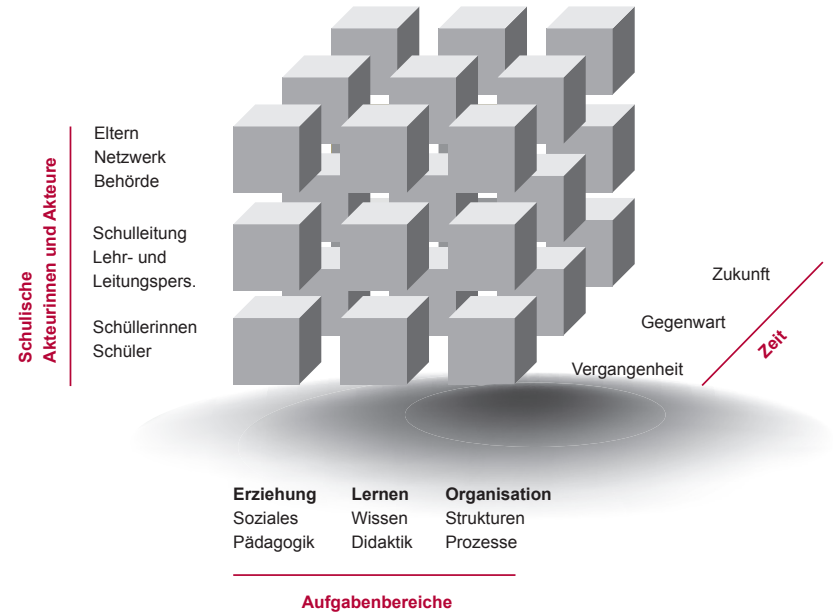 Schulische
Akteurinnen und Akteure
Eltern
Netzwerk
Behörde
Schulleitung
Lehr- und
Leitungspers.
Schüllerinnen
Schüler
Zukunft
Gegenwart
Vergangenheit
Zeit
Erziehung
Soziales
Pädagogik
Lernen
Wissen
Didaktik
Organisation
Strukturen
Prozesse
Aufgabenbereiche